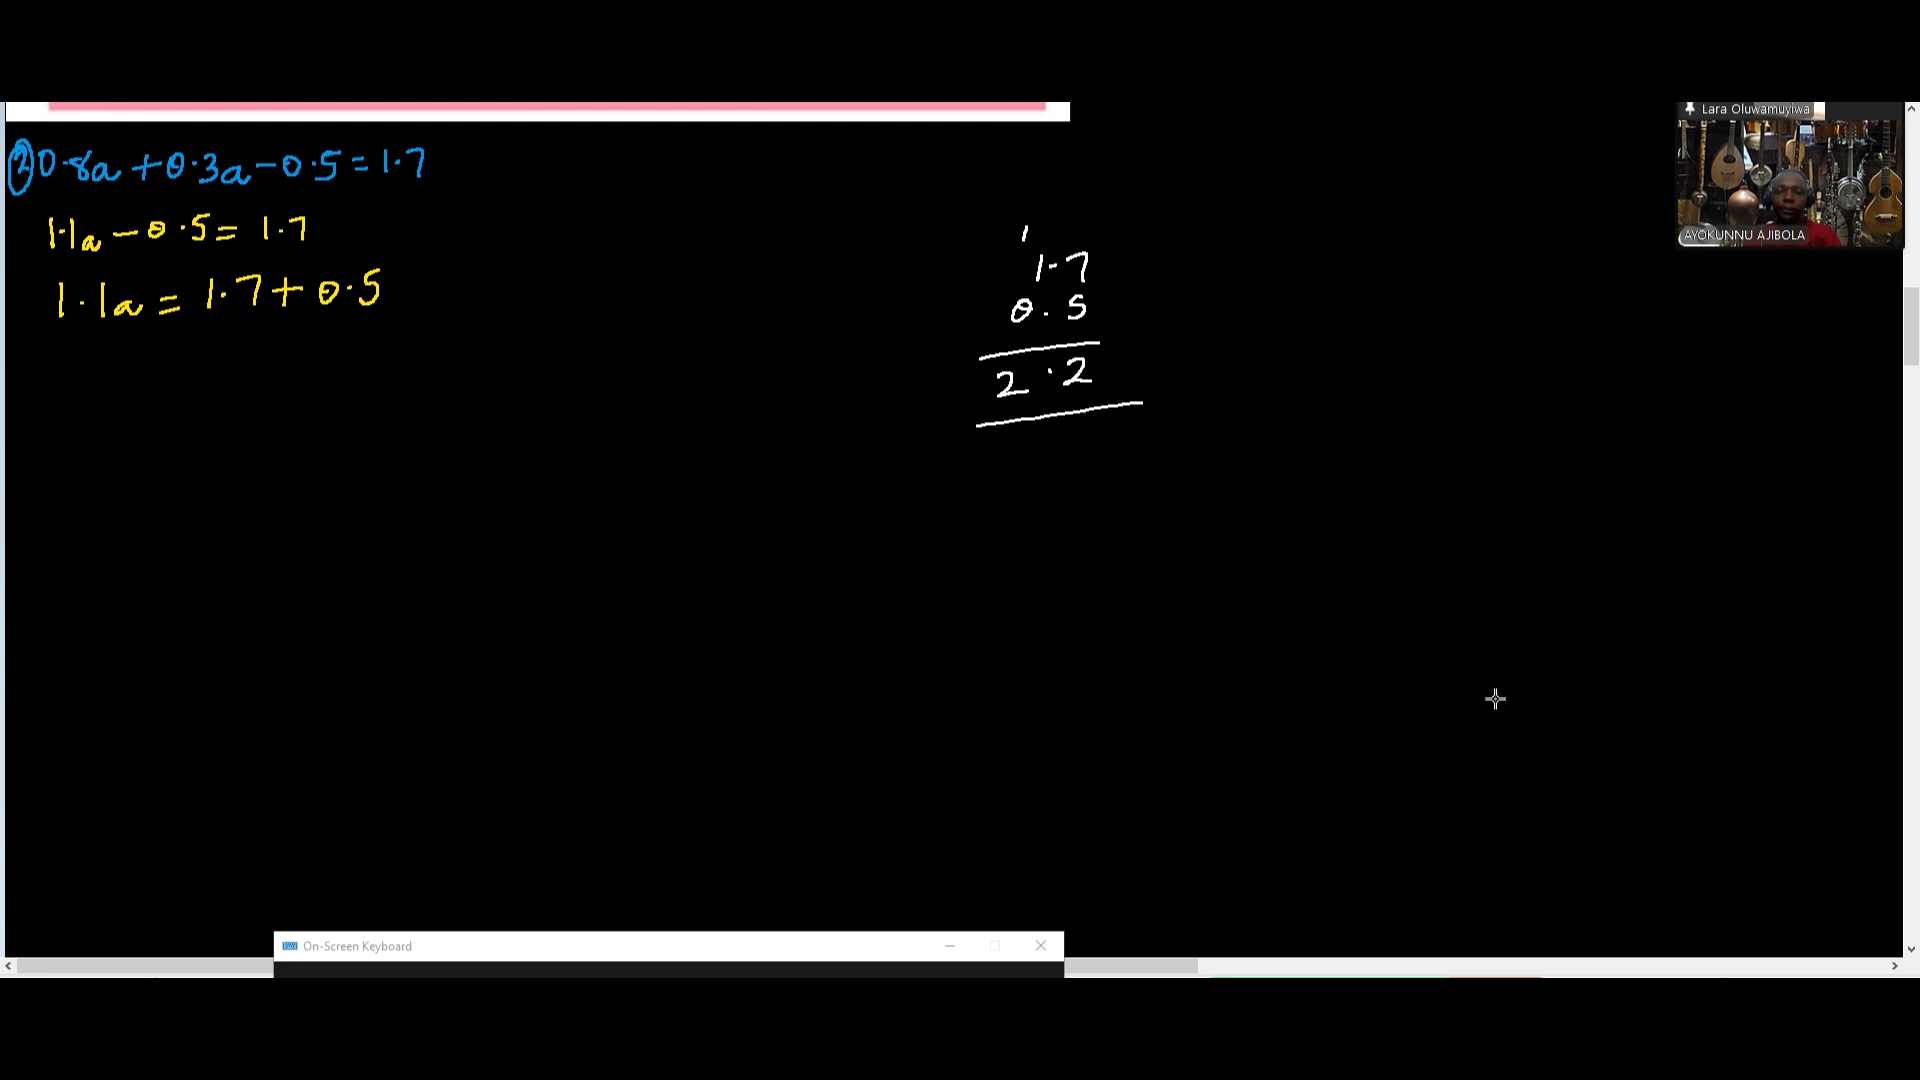 Lara Oluwamuyiwa
AYOKUNNU AJIBOLA
② 0.8a + 0.3a - 0.5 = 1.7
1.1a - 0.5 = 1.7
1.1a = 1.7 + 0.5
1
1.7
0.5
2.2
On-Screen Keyboard